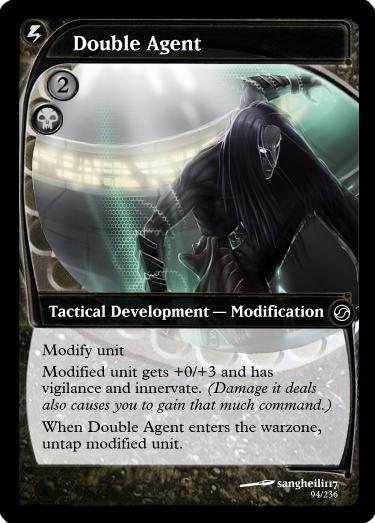 Double Agent
2
Tactical Development — Modification
Modify unit
Modified unit gets +0/+3 and has
vigilance and innervate. (Damage it deals
also causes you to gain that much command.)
When Double Agent enters the warzone,
untap modified unit.
sangheili117
94/236